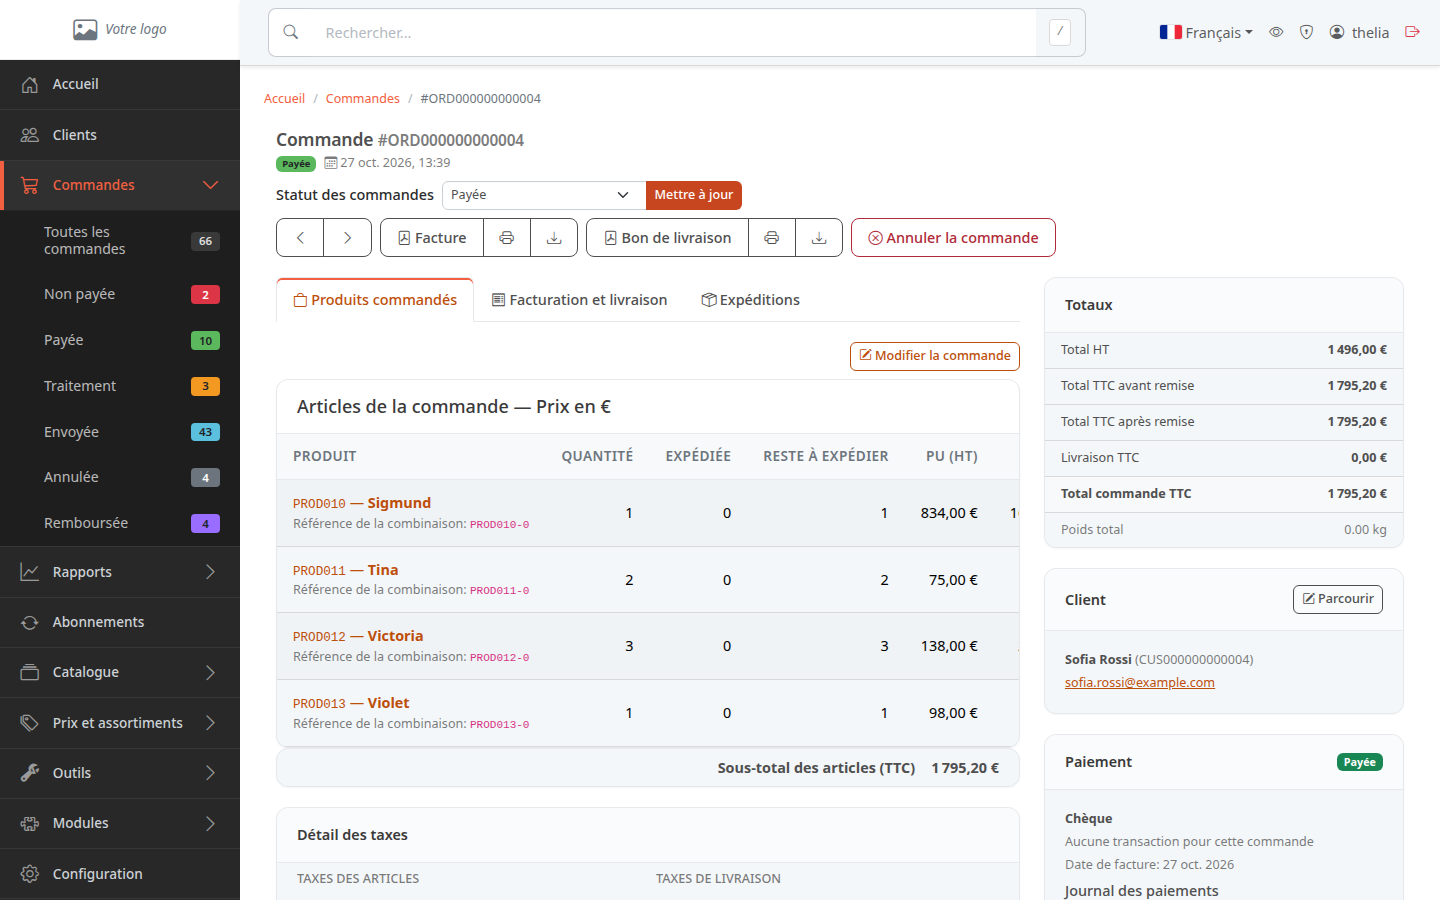 Votre logo
Rechercher...
/
Français
thelia
Accueil
Clients
Commandes
Toutes les commandes
66
Non payée
2
Payée
10
Traitement
3
Envoyée
43
Annulée
4
Remboursée
4
Rapports
Abonnements
Catalogue
Prix et assortiments
Outils
Modules
Configuration
Accueil / Commandes / #ORD000000000004
Commande #ORD000000000004
Payée 27 oct. 2026, 13:39
Statut des commandes Payée Mettre à jour
Facture
Bon de livraison
Annuler la commande
Produits commandés
Facturation et livraison
Expéditions
Modifier la commande
Articles de la commande — Prix en €
PRODUIT QUANTITÉ EXPÉDIÉE RESTE À EXPÉDIER PU (HT)
PROD010 — Sigmund
Référence de la combinaison: PROD010-0
1 0 1 834,00 €
PROD011 — Tina
Référence de la combinaison: PROD011-0
2 0 2 75,00 €
PROD012 — Victoria
Référence de la combinaison: PROD012-0
3 0 3 138,00 €
PROD013 — Violet
Référence de la combinaison: PROD013-0
1 0 1 98,00 €
Sous-total des articles (TTC) 1 795,20 €
Détail des taxes
TAXES DES ARTICLES TAXES DE LIVRAISON
Totaux
Total HT 1 496,00 €
Total TTC avant remise 1 795,20 €
Total TTC après remise 1 795,20 €
Livraison TTC 0,00 €
Total commande TTC 1 795,20 €
Poids total 0.00 kg
Client
Parcourir
Sofia Rossi (CUS000000000004)
sofia.rossi@example.com
Paiement
Payée
Chèque
Aucune transaction pour cette commande
Date de facture: 27 oct. 2026
Journal des paiements